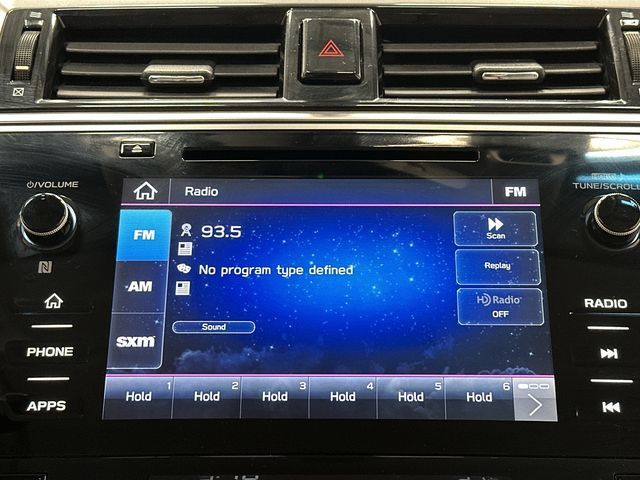 VOLUME
TUNE/SCROLL
Radio
FM
FM
93.5
Scan
AM
No program type defined
Replay
HD Radio
OFF
sxm
Sound
RADIO
PHONE
APPS
1
2
3
4
5
6
Hold
Hold
Hold
Hold
Hold
Hold